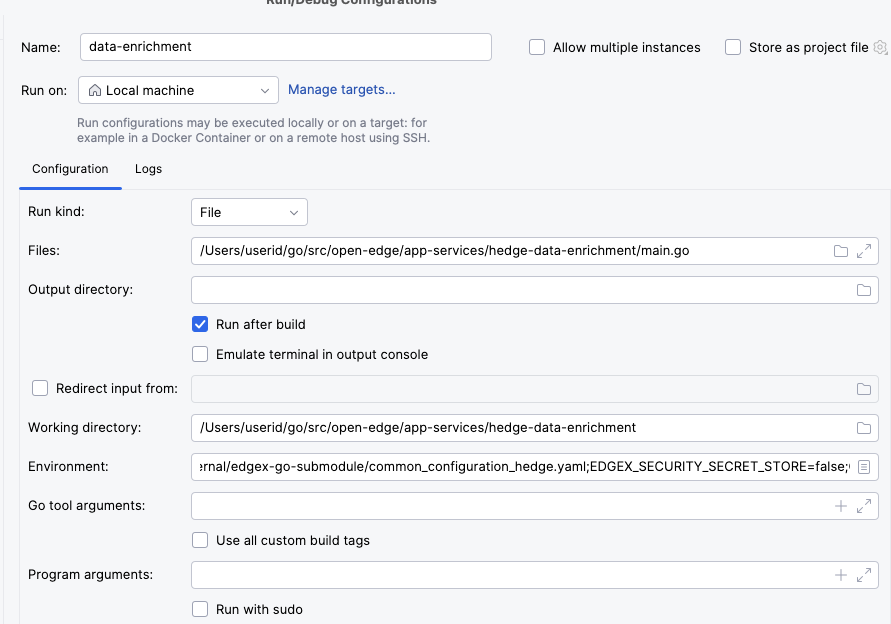 Run/Debug Configurations
Name: data-enrichment Allow multiple instances Store as project file
Run on: Local machine Manage targets...
Run configurations may be executed locally or on a target: for
example in a Docker Container or on a remote host using SSH.
Configuration Logs
Run kind: File
Files: /Users/userid/go/src/open-edge/app-services/hedge-data-enrichment/main.go
Output directory:
Run after build
Emulate terminal in output console
Redirect input from:
Working directory: /Users/userid/go/src/open-edge/app-services/hedge-data-enrichment
Environment: ernal/edgex-go-submodule/common_configuration_hedge.yaml;EDGEX_SECURITY_SECRET_STORE=false;
Go tool arguments:
Use all custom build tags
Program arguments:
Run with sudo